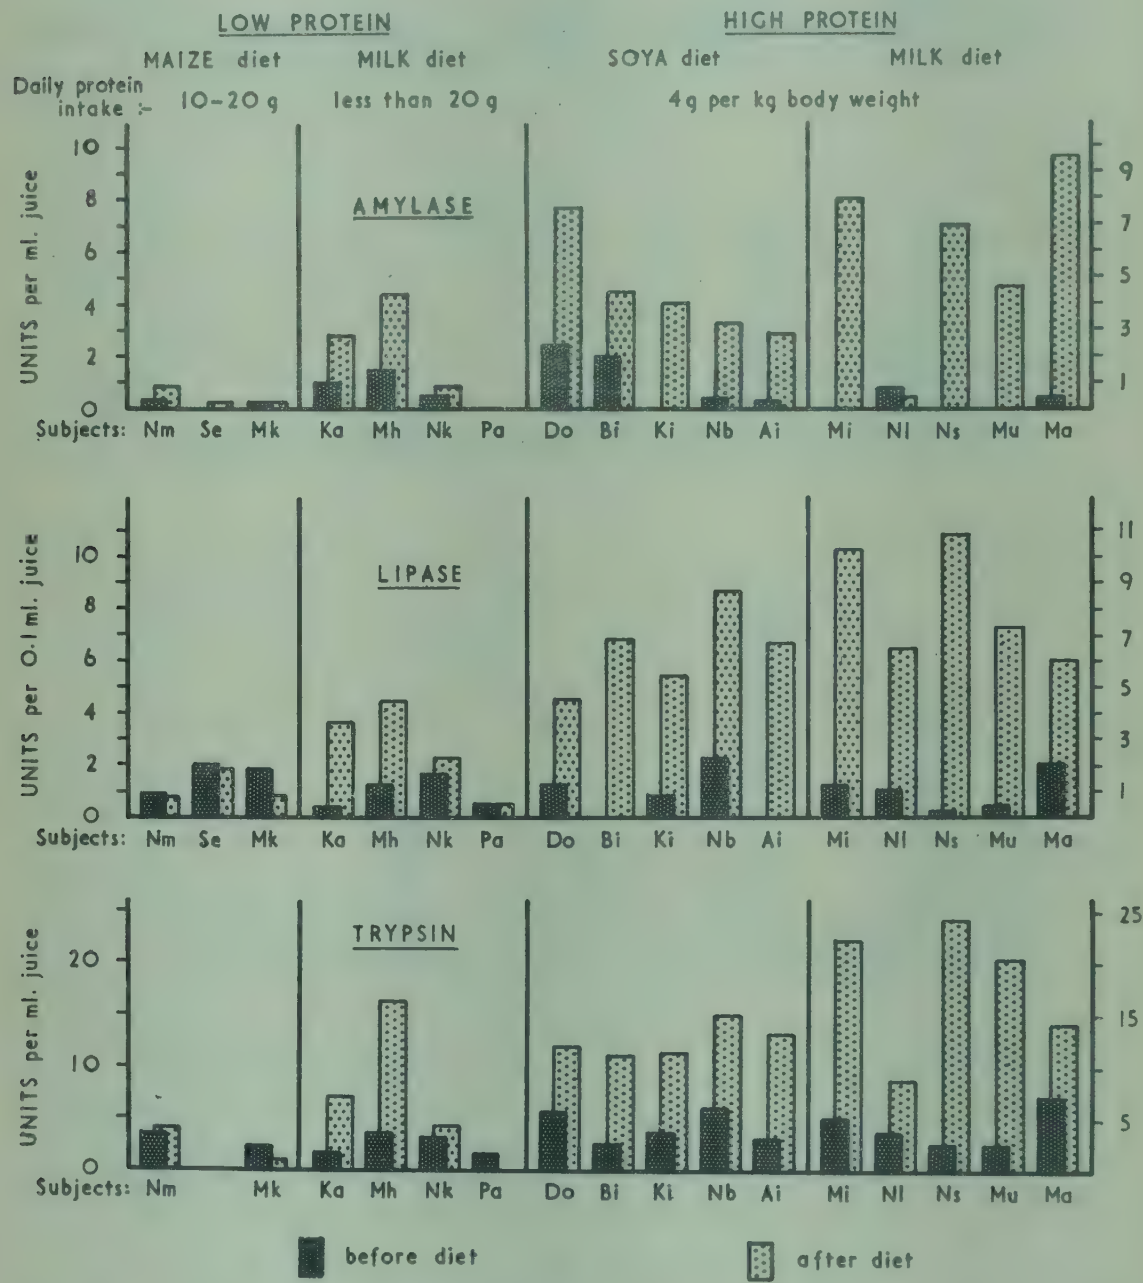 LOW PROTEIN HIGH PROTEIN
MAIZE diet MILK diet SOYA diet MILK diet
Daily protein
intake :- 10-20 g less than 20 g 4g per kg body weight
AMYLASE
UNITS per ml. juice
10
8
6
4
2
0
9
7
5
3
1
Subjects: Nm Se Mk Ka Mh Nk Pa Do Bi Ki Nb Ai Mi Nl Ns Mu Ma
LIPASE
UNITS per 0.1 ml. juice
10
8
6
4
2
0
11
9
7
5
3
1
Subjects: Nm Se Mk Ka Mh Nk Pa Do Bi Ki Nb Ai Mi Nl Ns Mu Ma
TRYPSIN
UNITS per ml. juice
20
10
0
25
15
5
Subjects: Nm Mk Ka Mh Nk Pa Do Bi Ki Nb Ai Mi Nl Ns Mu Ma
before diet after diet